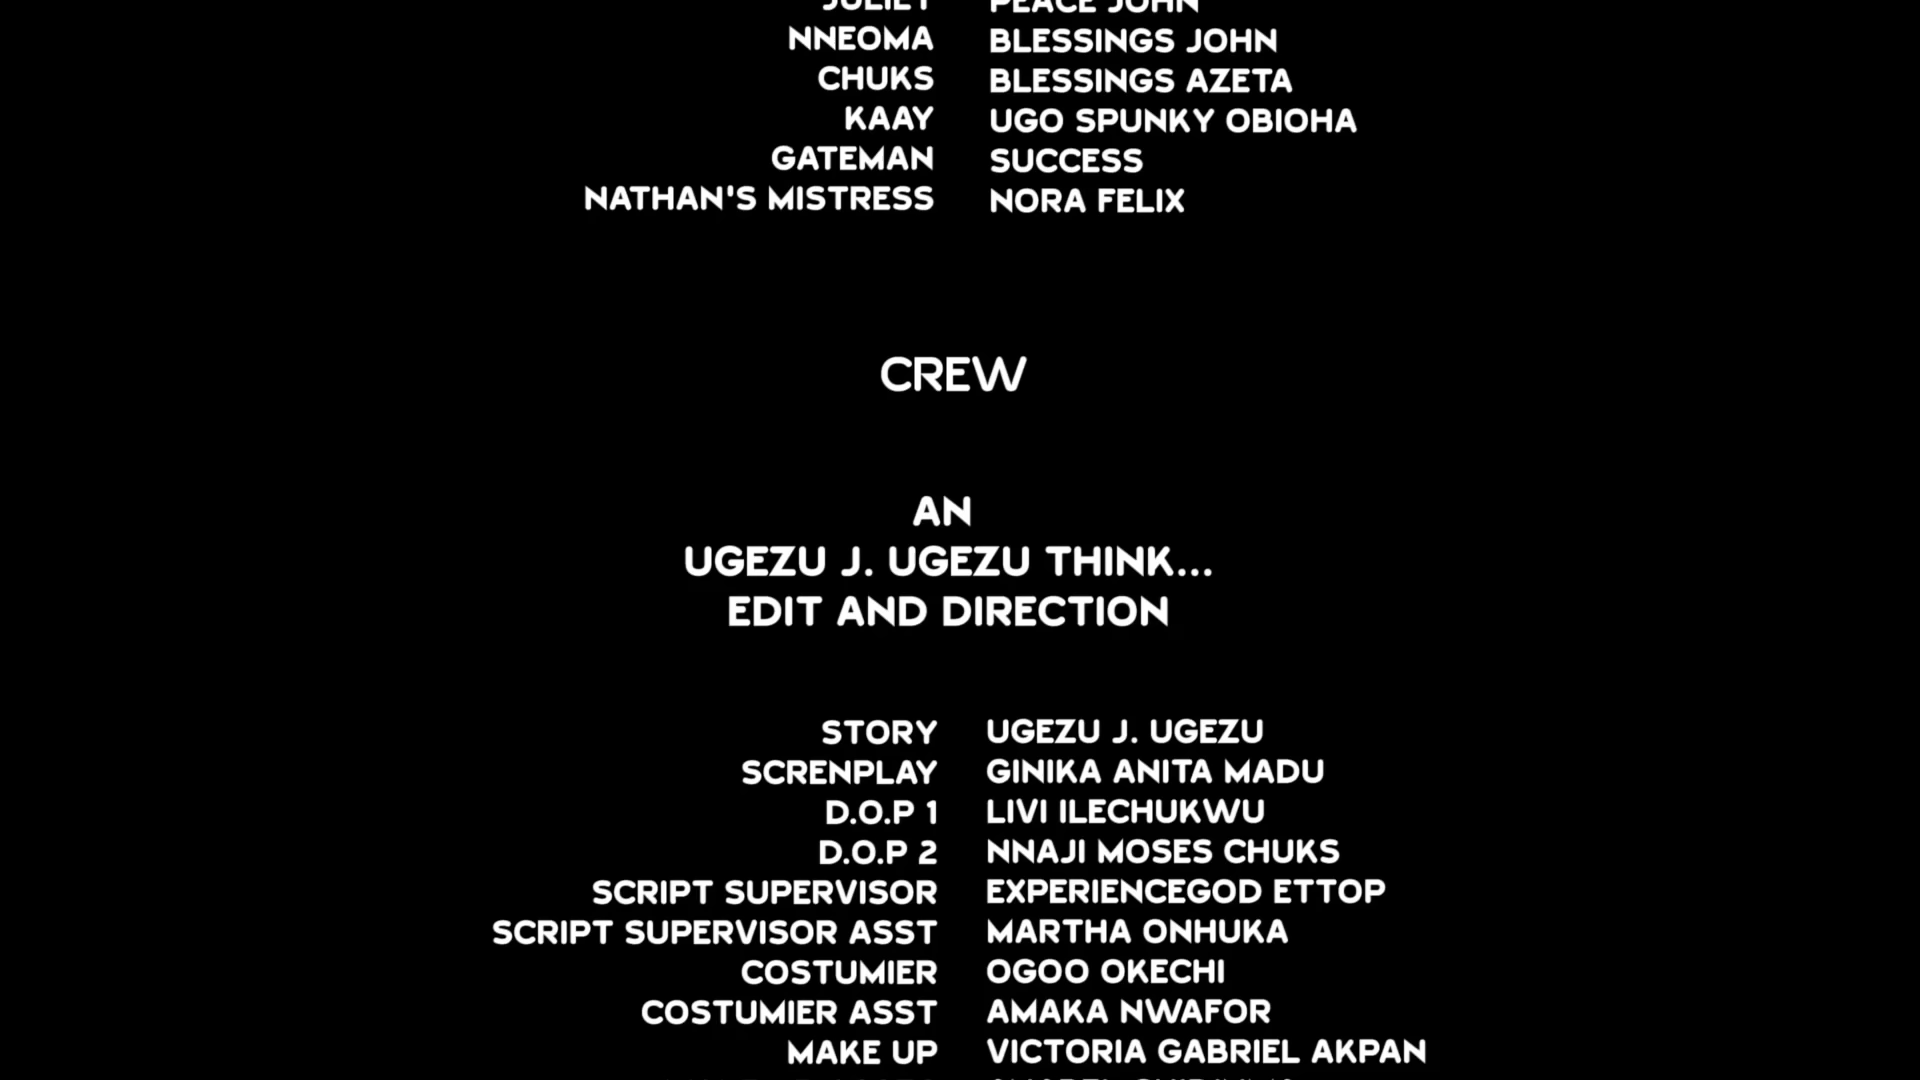 JULIET PEACE JOHN
NNEOMA BLESSINGS JOHN
CHUKS BLESSINGS AZETA
KAAY UGO SPUNKY OBIOHA
GATEMAN SUCCESS
NATHAN'S MISTRESS NORA FELIX
CREW
AN
UGEZU J. UGEZU THINK...
EDIT AND DIRECTION
STORY UGEZU J. UGEZU
SCRENPLAY GINIKA ANITA MADU
D.O.P 1 LIVI ILECHUKWU
D.O.P 2 NNAJI MOSES CHUKS
SCRIPT SUPERVISOR EXPERIENCEGOD ETTOP
SCRIPT SUPERVISOR ASST MARTHA ONHUKA
COSTUMIER OGOO OKECHI
COSTUMIER ASST AMAKA NWAFOR
MAKE UP VICTORIA GABRIEL AKPAN